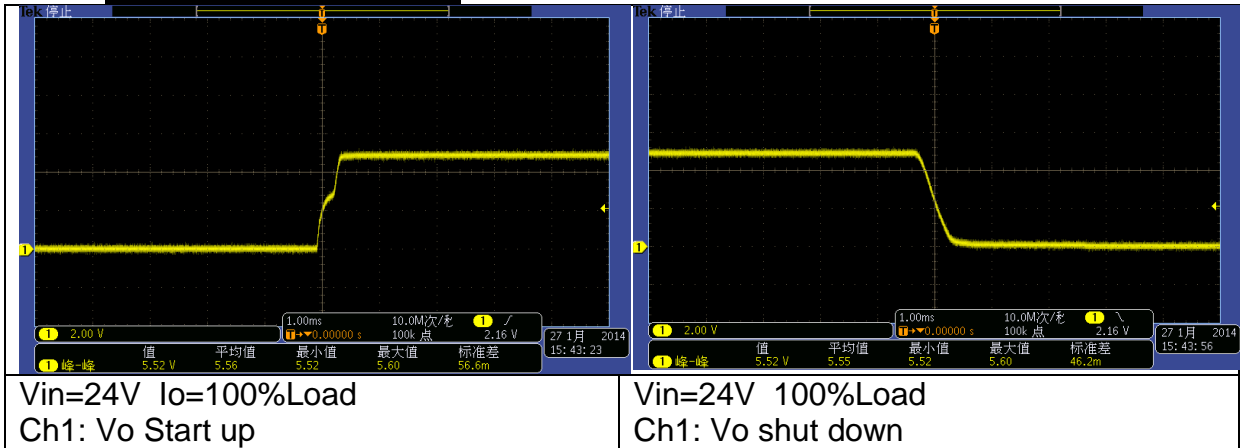 Tek 停止
T
T
1
1.00ms
10.0M次/秒
1
1
2.00 V
T→▼0.00000 s
100k 点
2.16 V
值
平均值
最小值
最大值
标准差
1 峰-峰
5.52 V
5.56
5.52
5.60
56.6m
27 1月 2014
15:43:23
Tek 停止
T
T
1
1.00ms
10.0M次/秒
1
1
2.00 V
T→▼0.00000 s
100k 点
2.16 V
值
平均值
最小值
最大值
标准差
1 峰-峰
5.52 V
5.55
5.52
5.60
46.2m
27 1月 2014
15:43:56
Vin=24V Io=100%Load
Ch1: Vo Start up
Vin=24V 100%Load
Ch1: Vo shut down